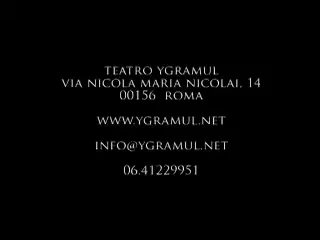 TEATRO YGRAMUL
VIA NICOLA MARIA NICOLAI, 14
00156 ROMA
WWW.YGRAMUL.NET
INFO@YGRAMUL.NET
06.41229951